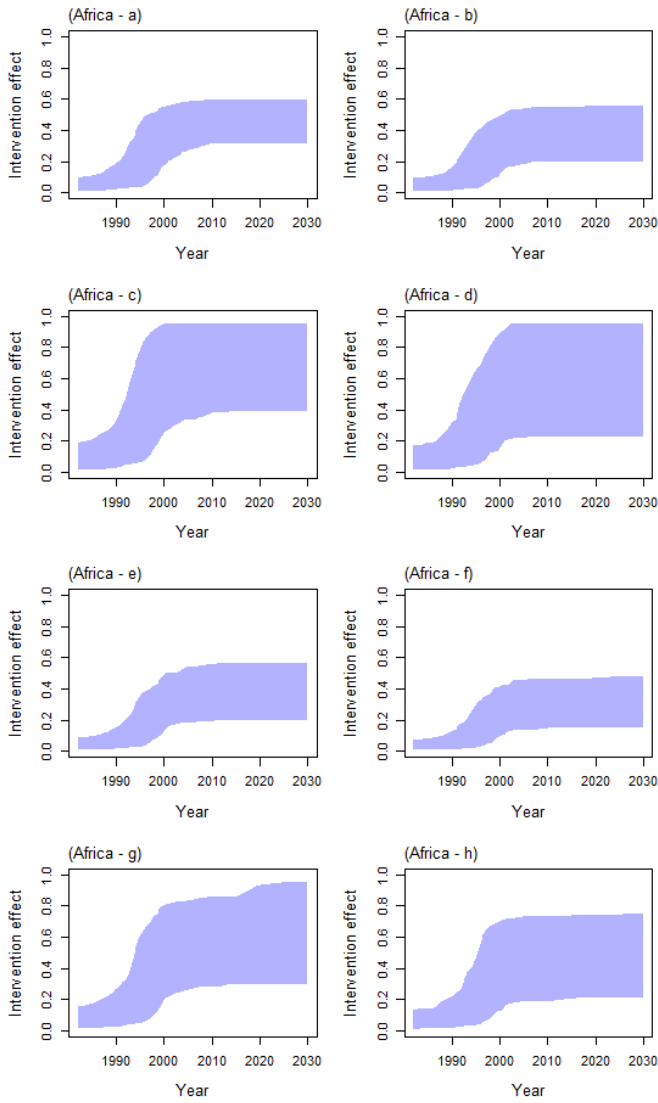 (Africa - a)
Intervention effect
1.0
0.8
0.6
0.4
0.2
0.0
1990 2000 2010 2020 2030
Year
(Africa - b)
Intervention effect
1.0
0.8
0.6
0.4
0.2
0.0
1990 2000 2010 2020 2030
Year
(Africa - c)
Intervention effect
1.0
0.8
0.6
0.4
0.2
0.0
1990 2000 2010 2020 2030
Year
(Africa - d)
Intervention effect
1.0
0.8
0.6
0.4
0.2
0.0
1990 2000 2010 2020 2030
Year
(Africa - e)
Intervention effect
1.0
0.8
0.6
0.4
0.2
0.0
1990 2000 2010 2020 2030
Year
(Africa - f)
Intervention effect
1.0
0.8
0.6
0.4
0.2
0.0
1990 2000 2010 2020 2030
Year
(Africa - g)
Intervention effect
1.0
0.8
0.6
0.4
0.2
0.0
1990 2000 2010 2020 2030
Year
(Africa - h)
Intervention effect
1.0
0.8
0.6
0.4
0.2
0.0
1990 2000 2010 2020 2030
Year